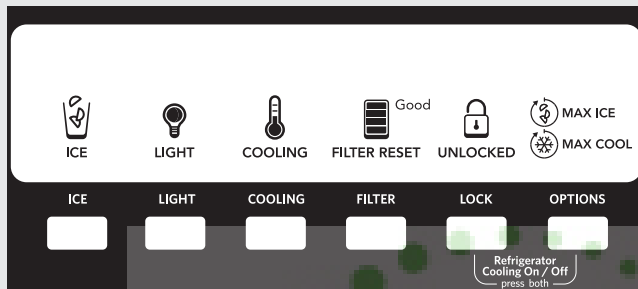 Good
MAX ICE
MAX COOL
ICE LIGHT COOLING FILTER RESET UNLOCKED
ICE LIGHT COOLING FILTER LOCK OPTIONS
Refrigerator
Cooling On / Off
press both